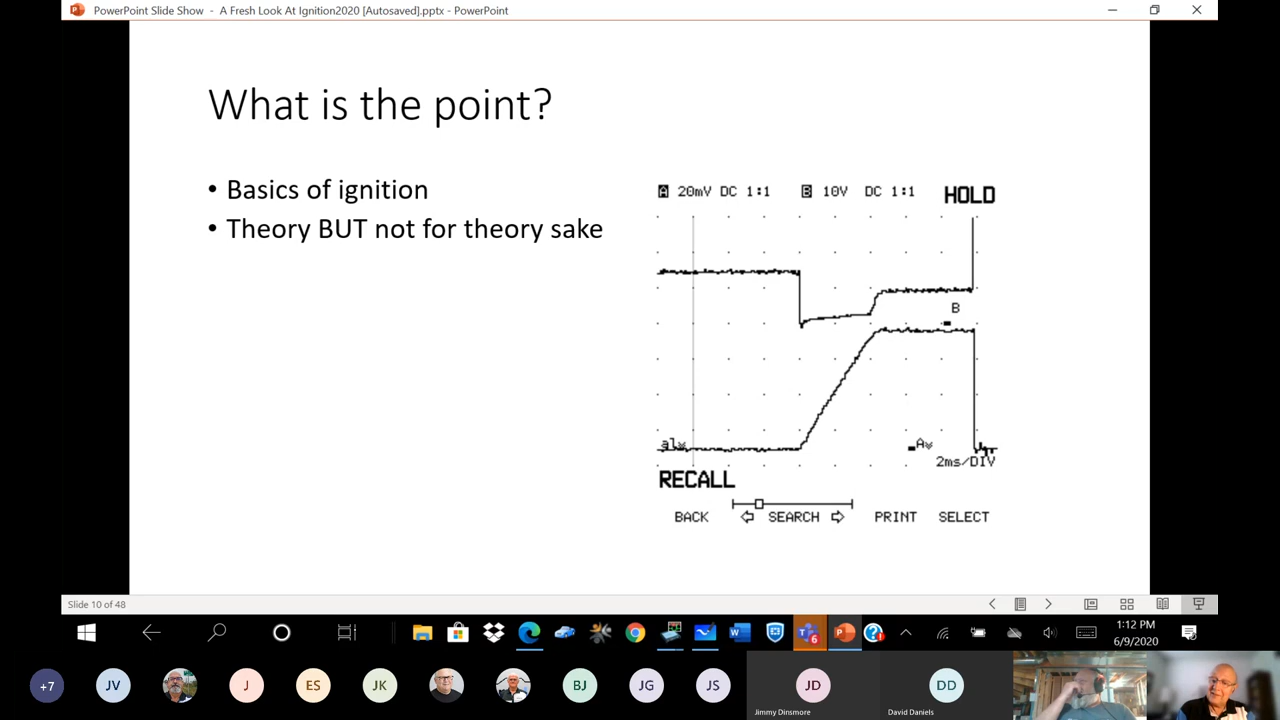 PowerPoint Slide Show - A Fresh Look At Ignition2020 [Autosaved].pptx - PowerPoint
What is the point?
• Basics of ignition
• Theory BUT not for theory sake
A 20mV DC 1:1 B 10V DC 1:1 HOLD
B
A
2ms/DIV
RECALL
BACK SEARCH PRINT SELECT
Slide 10 of 48
6
1:12 PM
6/9/2020
+7 JV J ES JK BJ JG JS JD DD
Jimmy Dinsmore
David Daniels